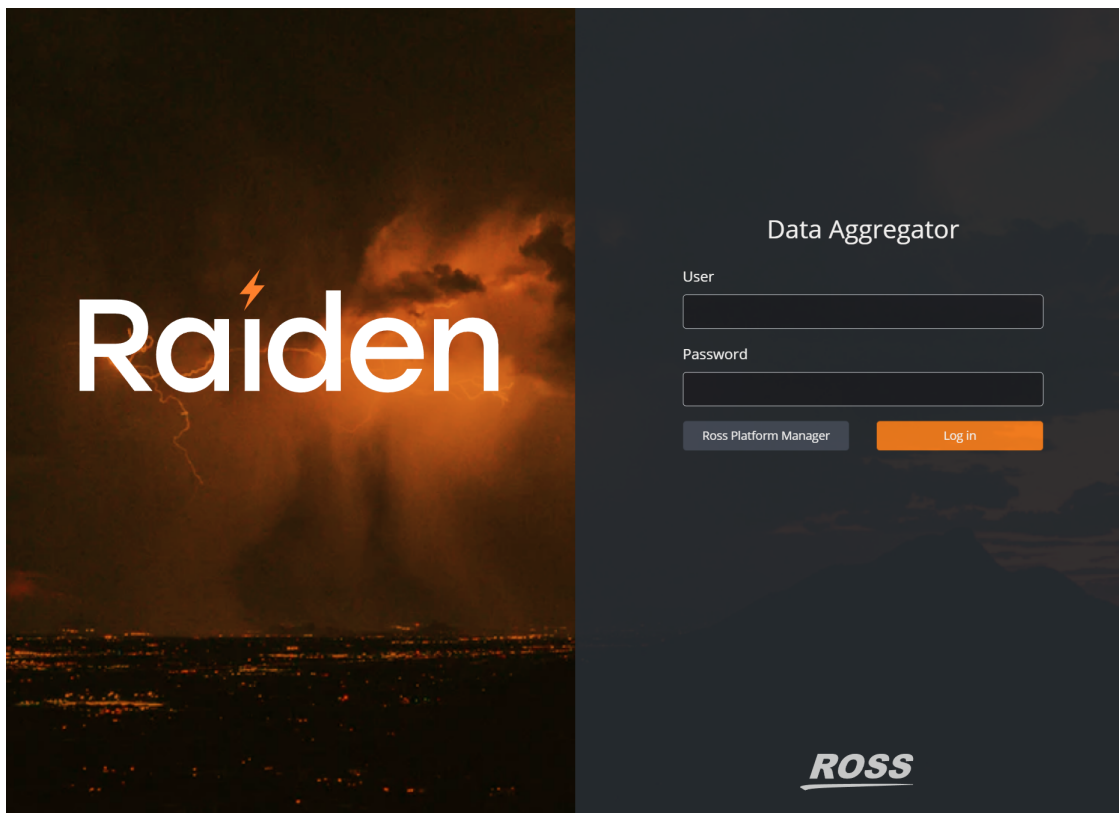 Raiden
Data Aggregator
User
Password
Ross Platform Manager
Log in
ROSS